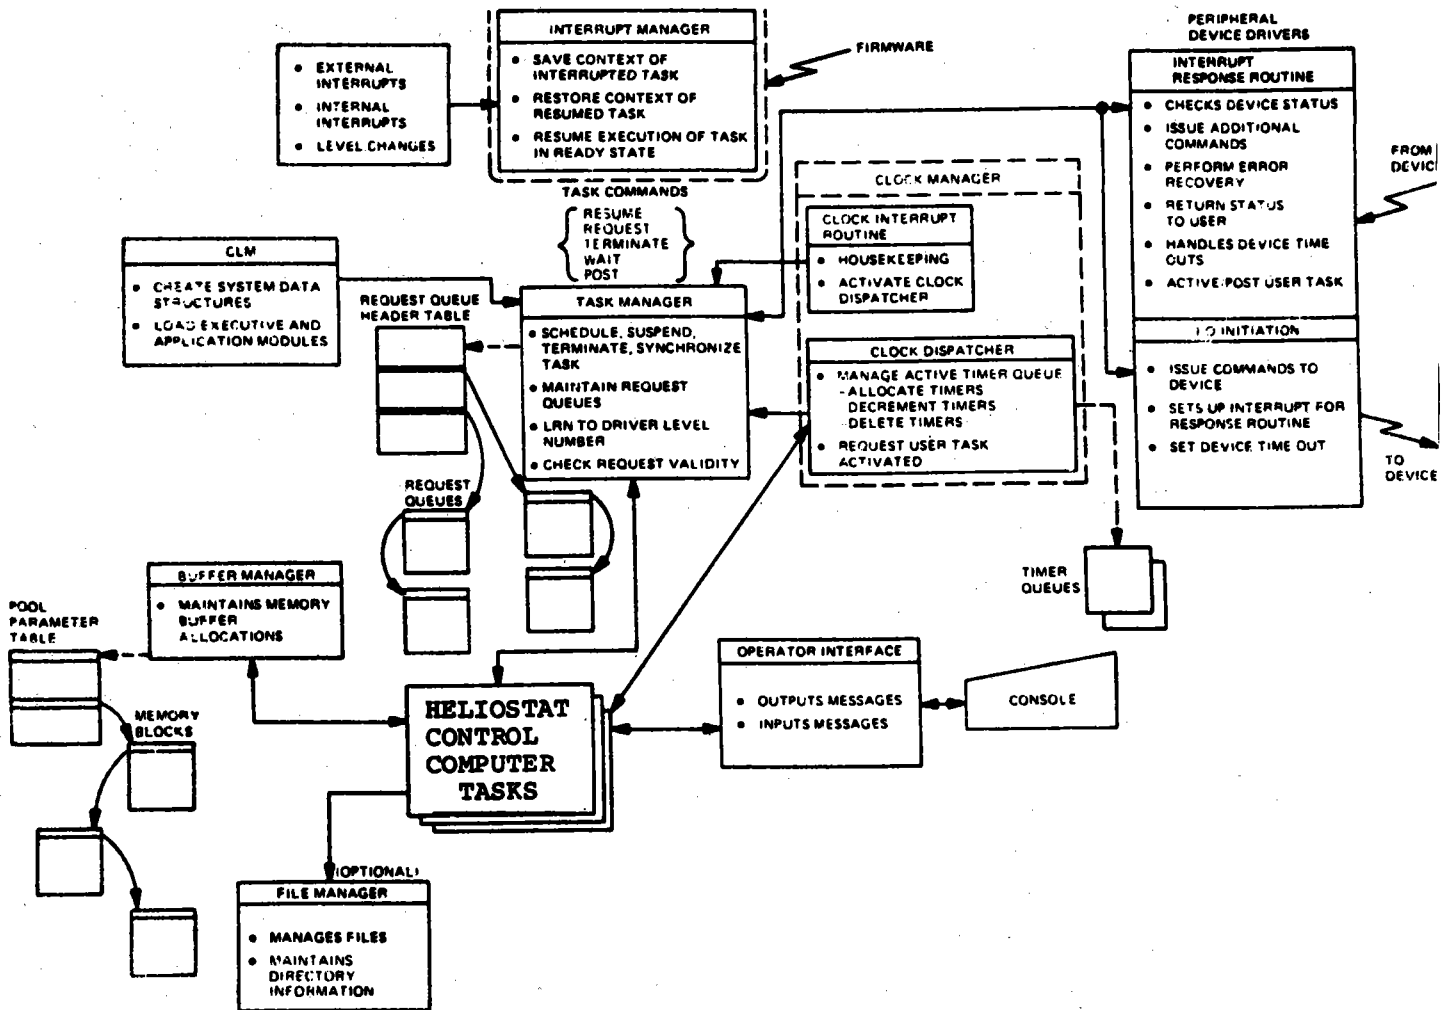 INTERRUPT MANAGER
• SAVE CONTEXT OF
INTERRUPTED TASK
• RESTORE CONTEXT OF
RESUMED TASK
• RESUME EXECUTION OF TASK
IN READY STATE
FIRMWARE
• EXTERNAL
INTERRUPTS
• INTERNAL
INTERRUPTS
• LEVEL CHANGES
PERIPHERAL
DEVICE DRIVERS
INTERRUPT
RESPONSE ROUTINE
• CHECKS DEVICE STATUS
• ISSUE ADDITIONAL
COMMANDS
• PERFORM ERROR
RECOVERY
• RETURN STATUS
TO USER
• HANDLES DEVICE TIME
OUTS
• ACTIVE/POST USER TASK
FROM
DEVIC
I O INITIATION
• ISSUE COMMANDS TO
DEVICE
• SETS UP INTERRUPT FOR
RESPONSE ROUTINE
• SET DEVICE TIME OUT
TO
DEVICE
TASK COMMANDS
RESUME
REQUEST
TERMINATE
WAIT
POST
CLOCK MANAGER
CLOCK INTERRUPT
ROUTINE
• HOUSEKEEPING
• ACTIVATE CLOCK
DISPATCHER
CLOCK DISPATCHER
• MANAGE ACTIVE TIMER QUEUE
- ALLOCATE TIMERS
DECREMENT TIMERS
- DELETE TIMERS
• REQUEST USER TASK
ACTIVATED
CLM
• CREATE SYSTEM DATA
STRUCTURES
• LOAD EXECUTIVE AND
APPLICATION MODULES
REQUEST QUEUE
HEADER TABLE
TASK MANAGER
• SCHEDULE, SUSPEND,
TERMINATE, SYNCHRONIZE
TASK
• MAINTAIN REQUEST
QUEUES
• LRN TO DRIVER LEVEL
NUMBER
• CHECK REQUEST VALIDITY
REQUEST
QUEUES
TIMER
QUEUES
BUFFER MANAGER
• MAINTAINS MEMORY
BUFFER
ALLOCATIONS
POOL
PARAMETER
TABLE
MEMORY
BLOCKS
HELIOSTAT
CONTROL
COMPUTER
TASKS
OPERATOR INTERFACE
• OUTPUTS MESSAGES
• INPUTS MESSAGES
CONSOLE
(OPTIONAL)
FILE MANAGER
• MANAGES FILES
• MAINTAINS
DIRECTORY
INFORMATION